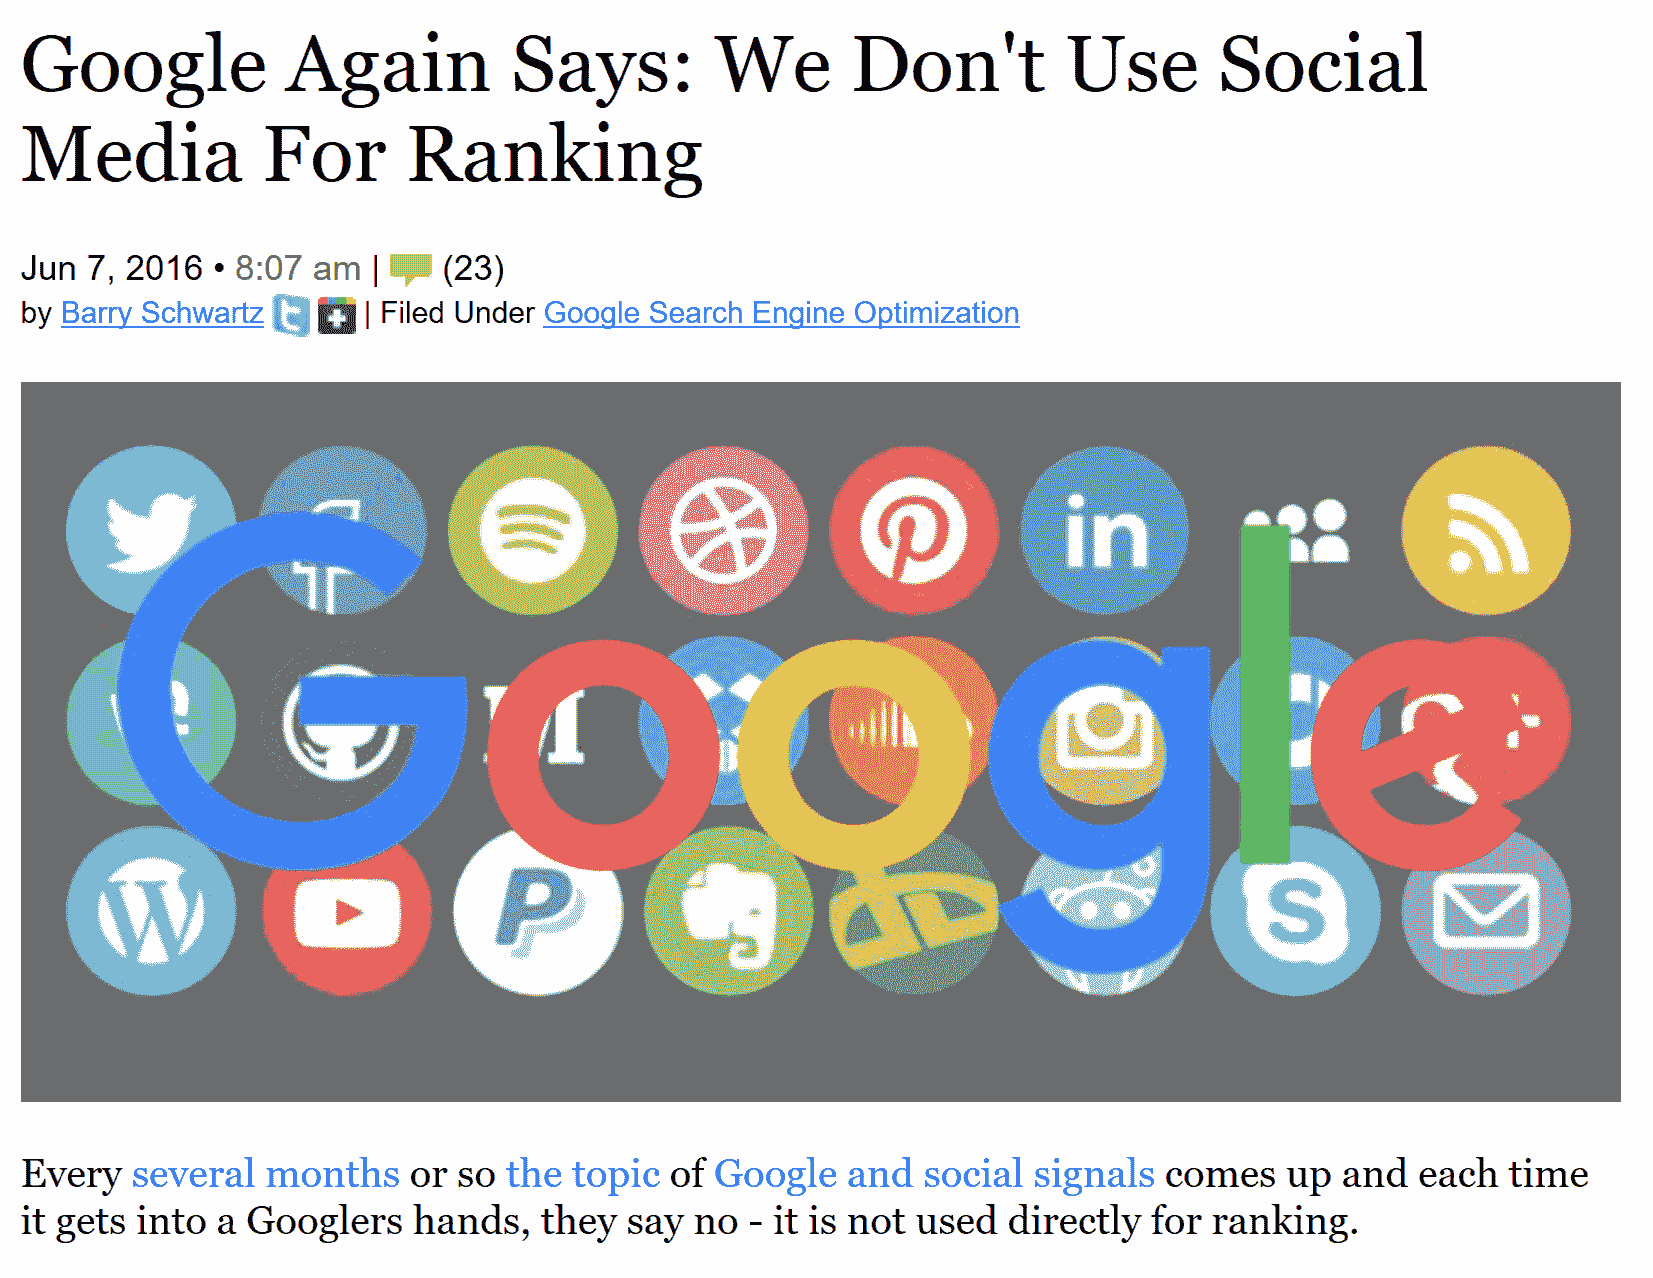 Google Again Says: We Don't Use Social
Media For Ranking
Jun 7, 2016 • 8:07 am | (23)
by Barry Schwartz | Filed Under Google Search Engine Optimization
in
Google
Every several months or so the topic of Google and social signals comes up and each time
it gets into a Googlers hands, they say no - it is not used directly for ranking.